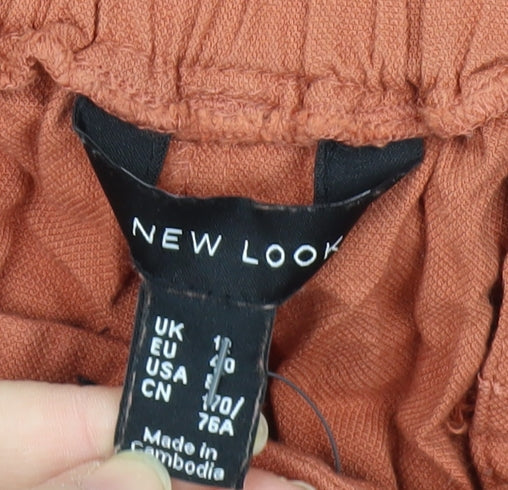 NEW LOOK
UK
EU 40
USA
CN 170/
76A
Made in
Cambodia